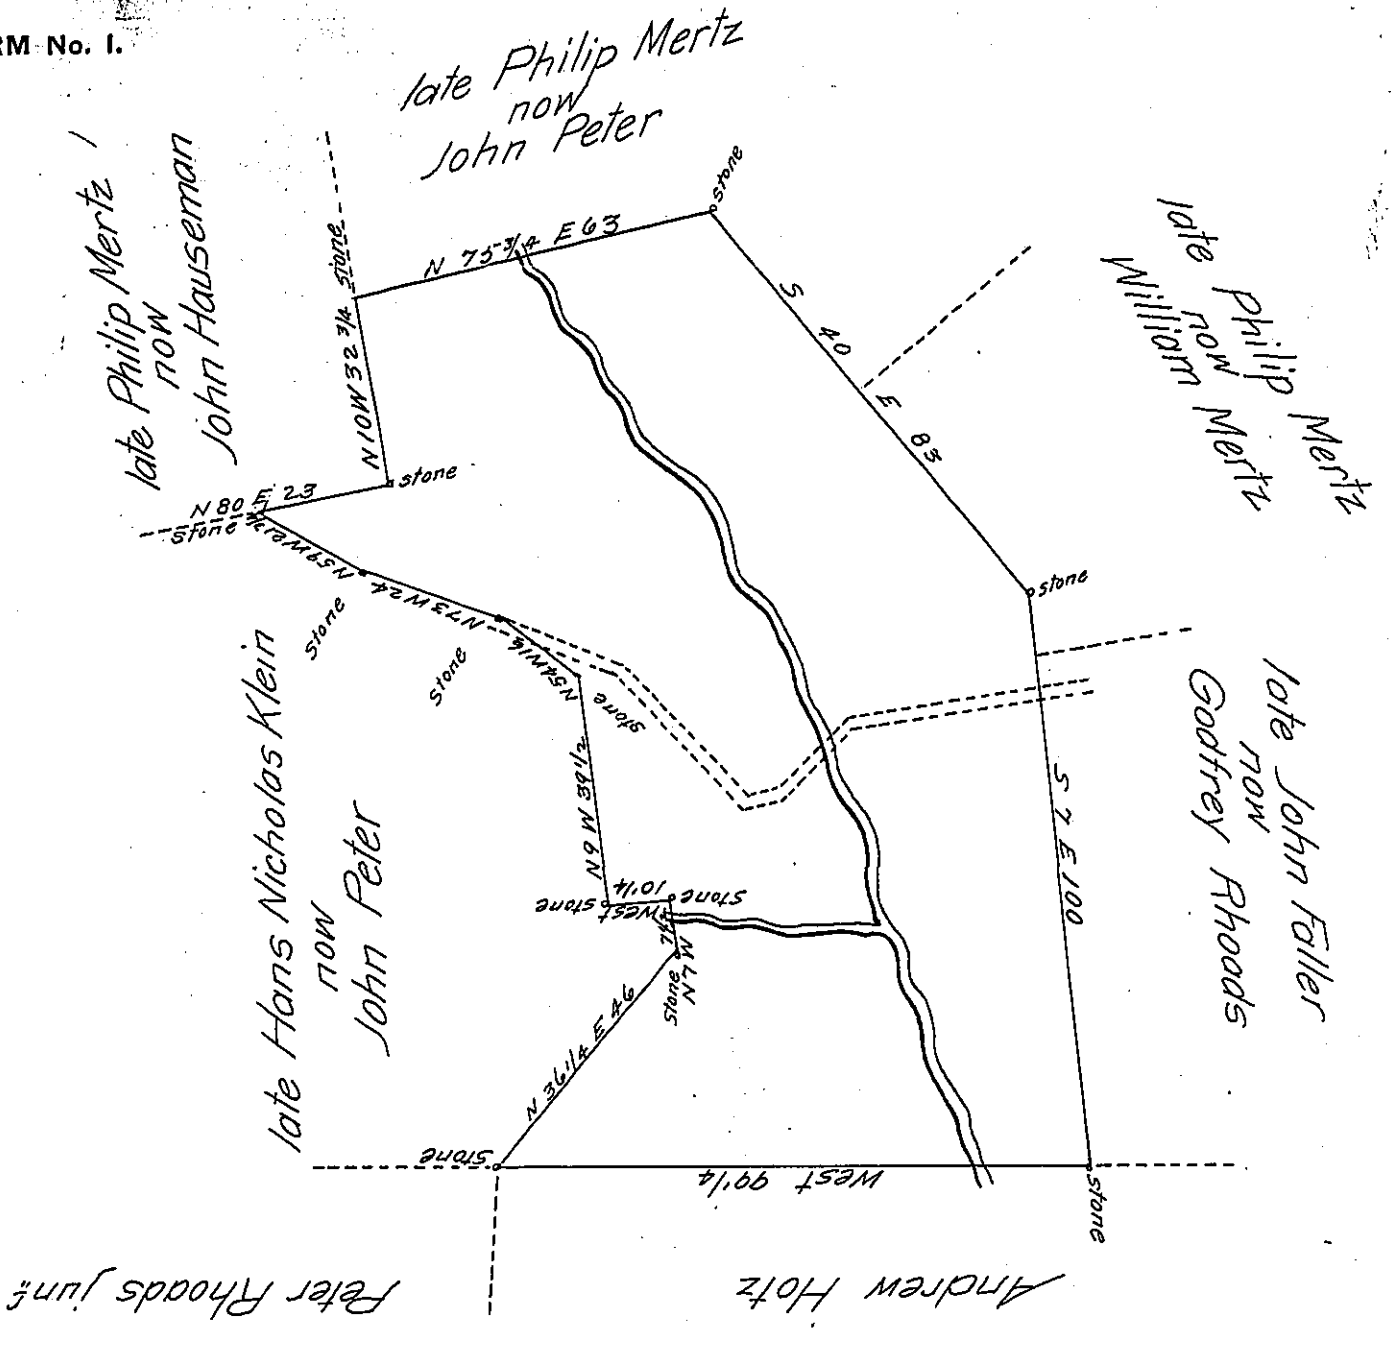 RM No. 1.
late Philip Mertz
now
John Peter
late Philip Mertz
now
John Hauseman
stone
stone
N 75 3/4 E 63
N 10 W 32 3/4
S 40 E 83
late Philip Mertz
now
William Mertz
stone
N 80 E 23
stone
N 59 W
N 73 W 24
stone
stone
N 54 W 16
stone
stone
S 7 E 100
late John Faller
now
Godfrey Rhoads
late Hans Nicholas Klein
now
John Peter
N 9 W 39 1/2
stone
West 10 1/4
stone
N 7 W
stone
N 36 1/4 E 46
stone
West 99 1/4
stone
Peter Rhoads junr
Andrew Hotz